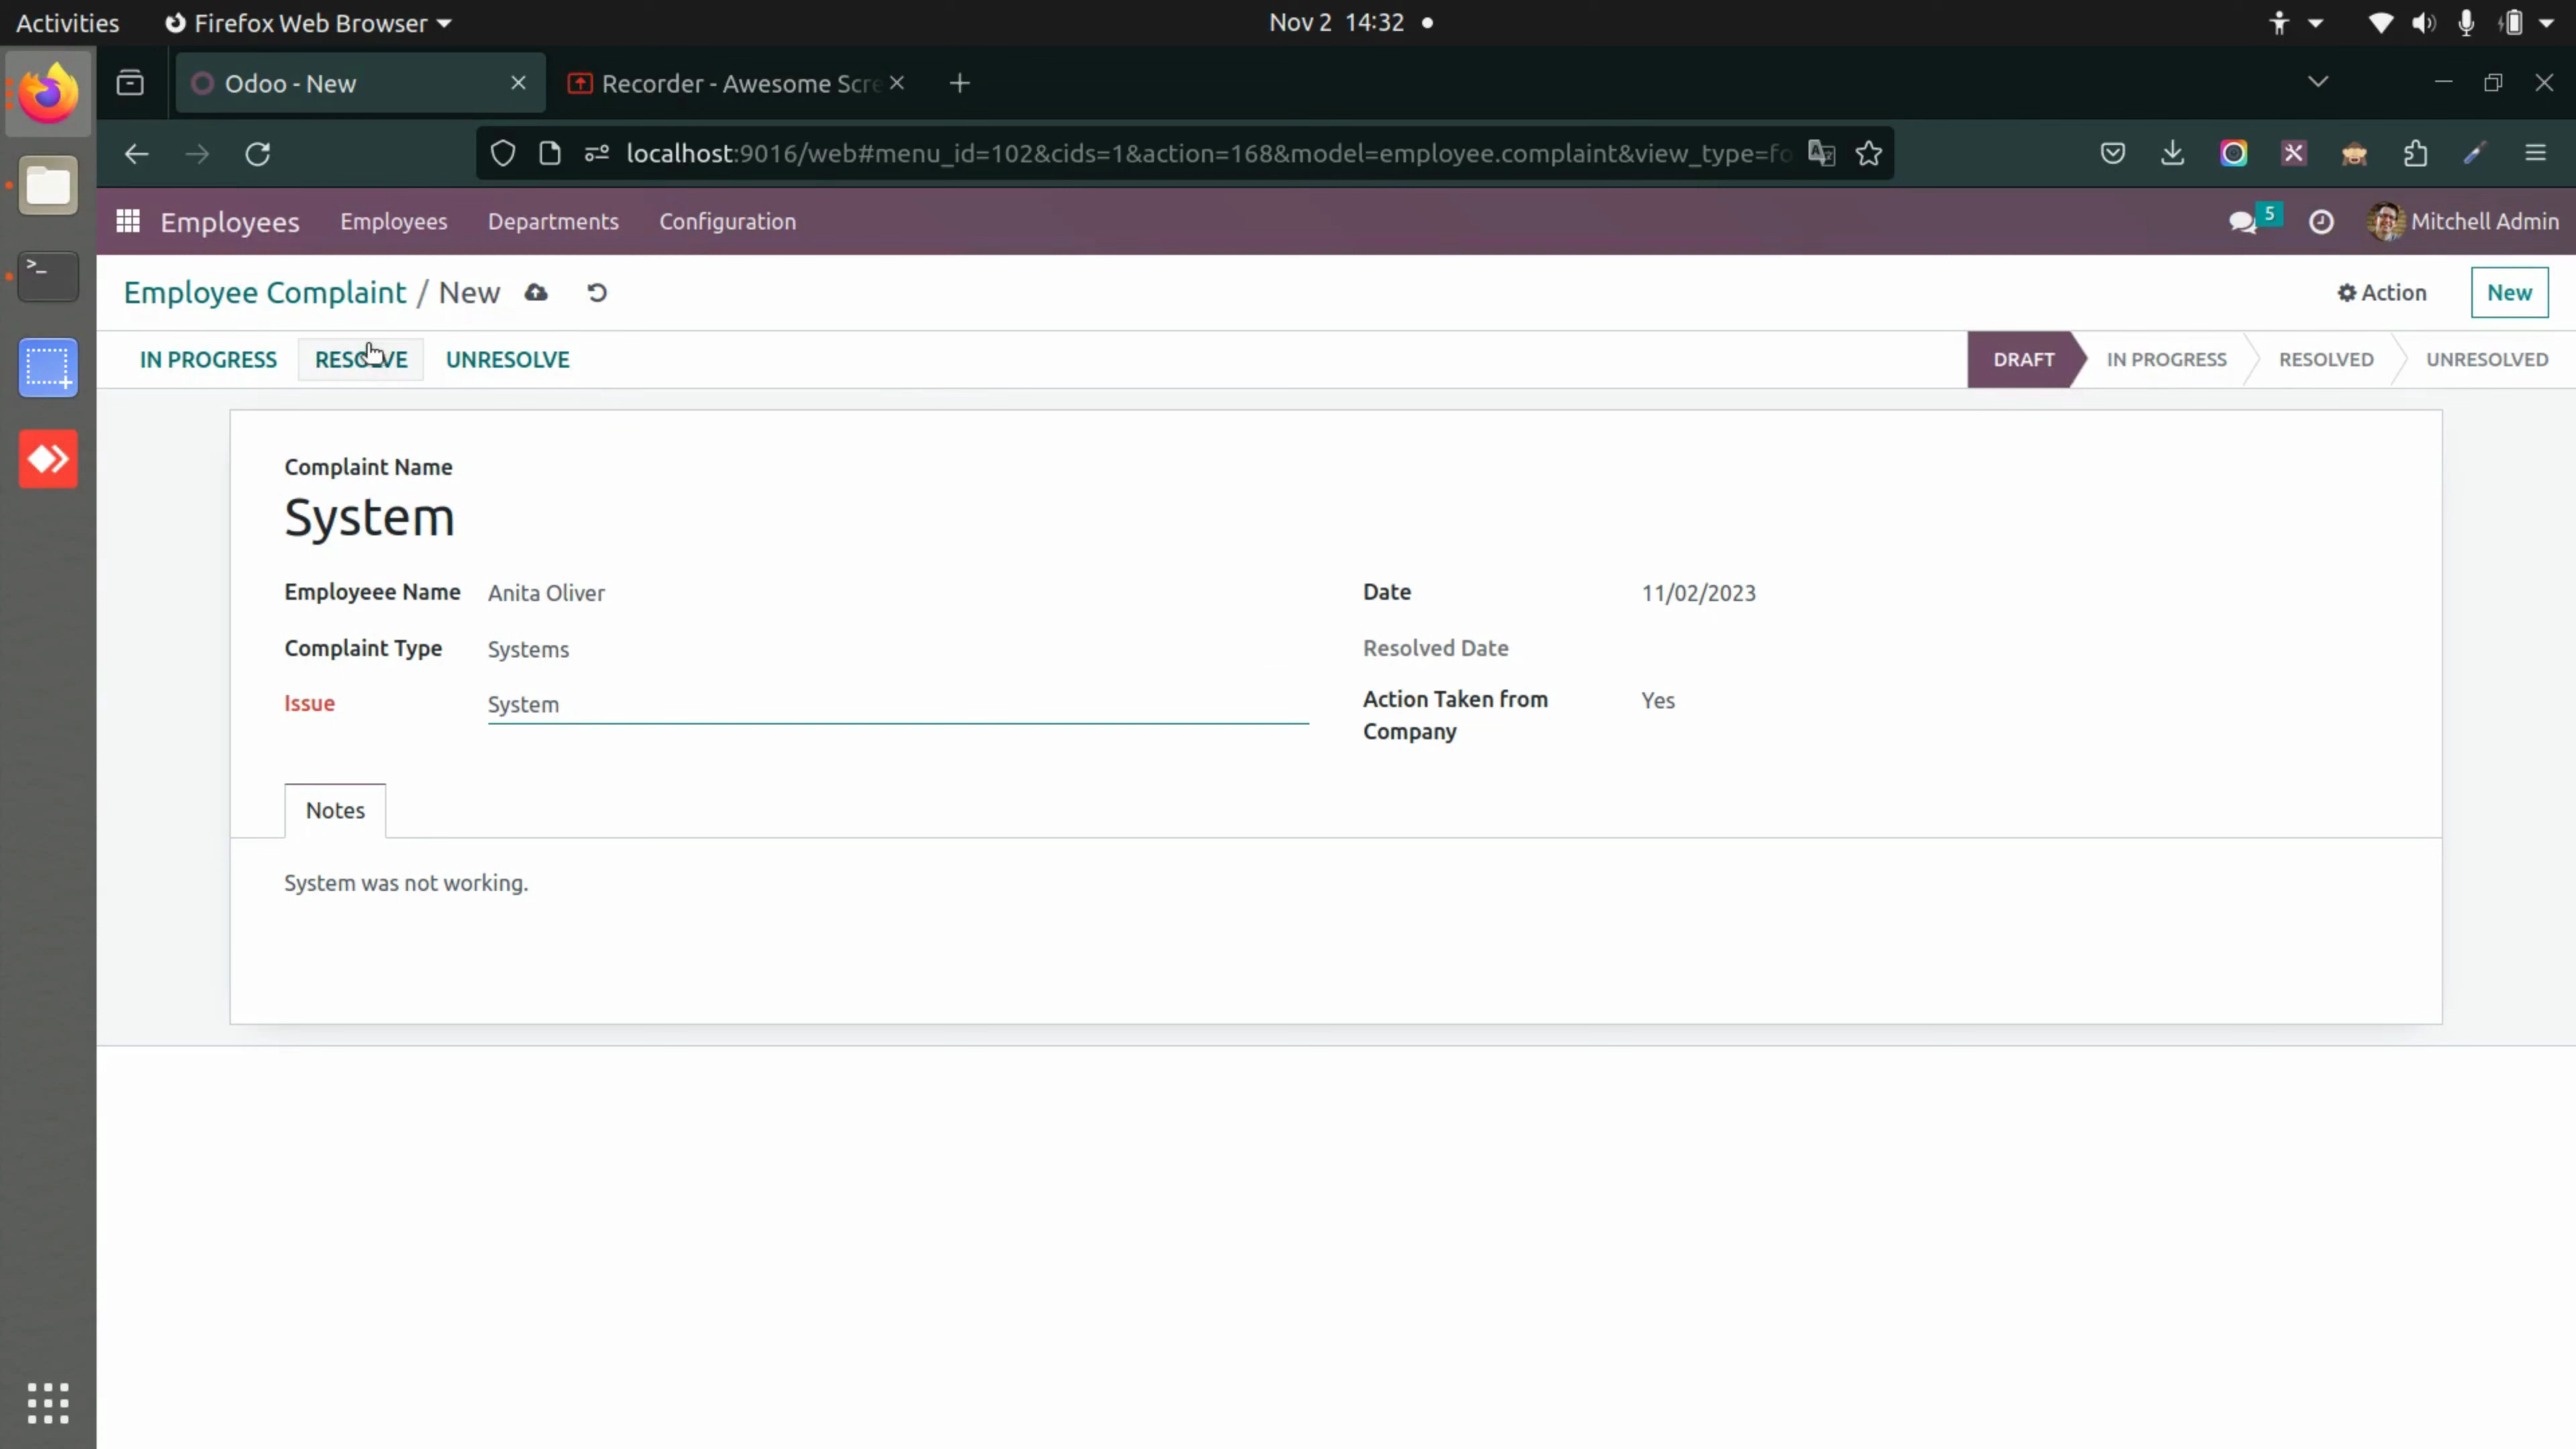 Activities Firefox Web Browser Nov 2 14:32
Odoo - New Recorder - Awesome Scre
localhost:9016/web#menu_id=102&cids=1&action=168&model=employee.complaint&view_type=fo
Employees Employees Departments Configuration 5 Mitchell Admin
Employee Complaint / New Action New
IN PROGRESS RESOLVE UNRESOLVE DRAFT IN PROGRESS RESOLVED UNRESOLVED
Complaint Name
System
Employeee Name Anita Oliver Date 11/02/2023
Complaint Type Systems Resolved Date
Issue System Action Taken from Yes
Company
Notes
System was not working.